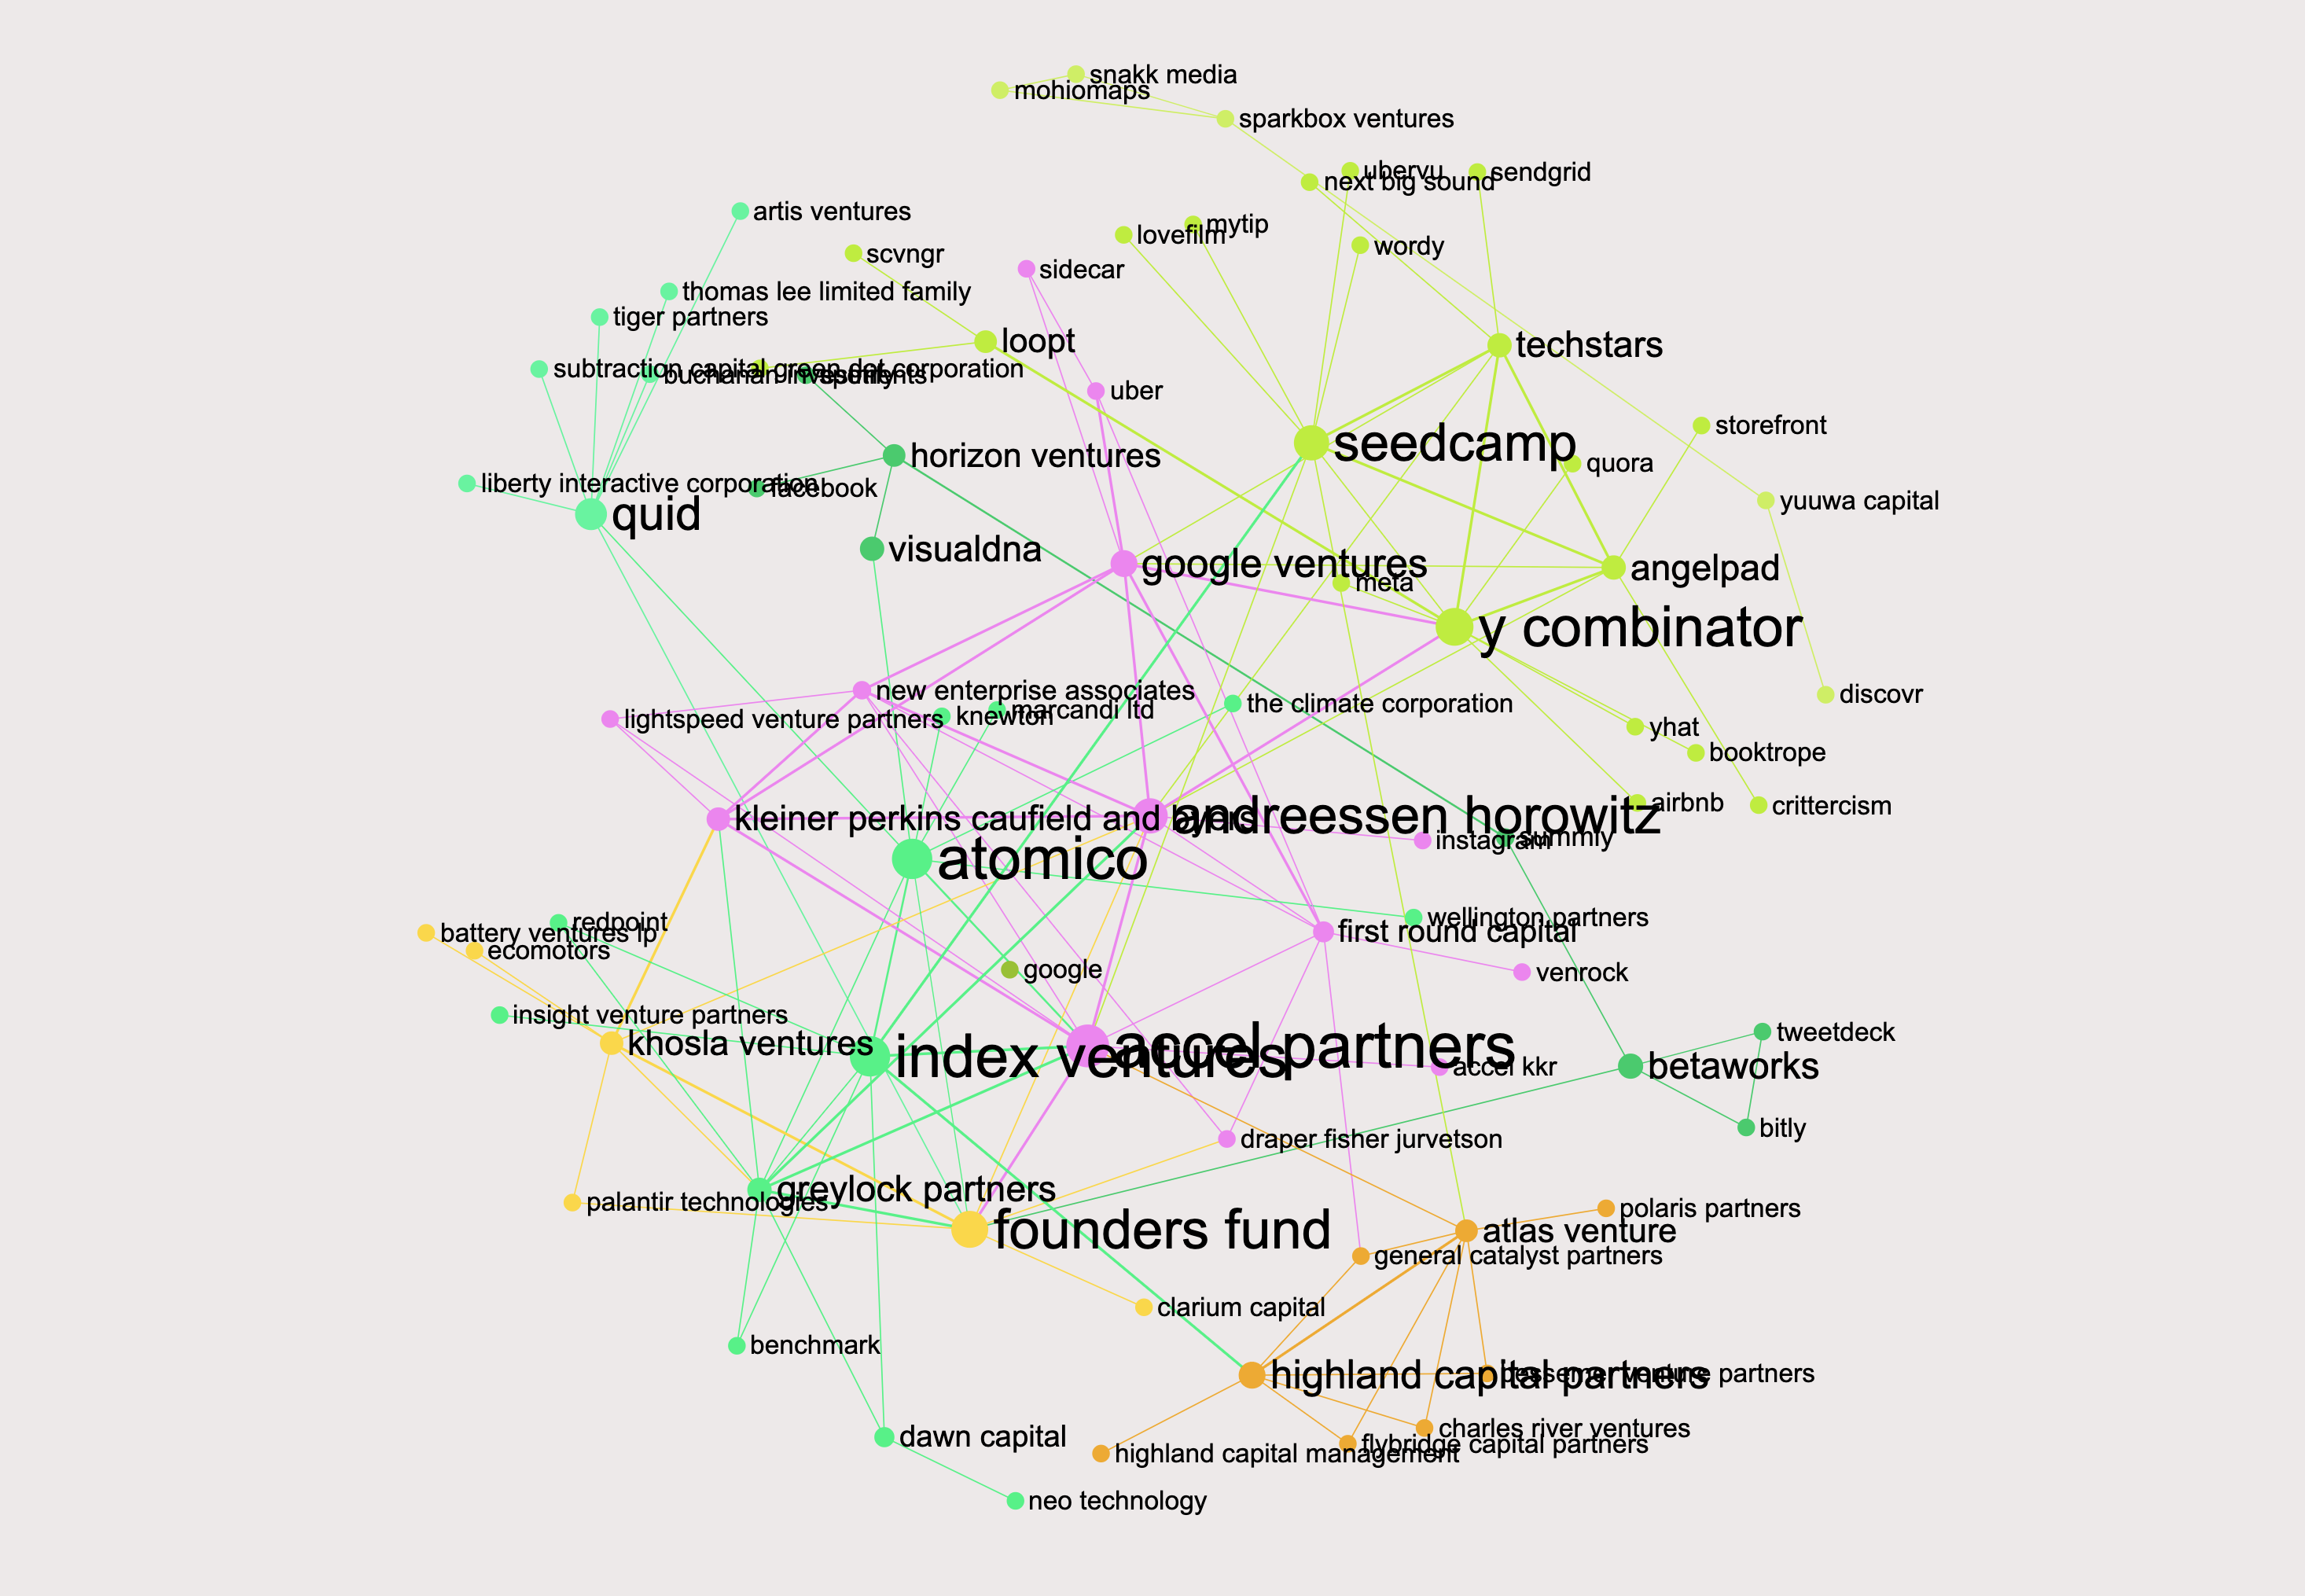 snakk media
mohiomaps
sparkbox ventures
ubervu
sendgrid
next big sound
artis ventures
mytip
lovefilm
wordy
scvngr
sidecar
thomas lee limited family
tiger partners
loopt
techstars
subtraction capital
green dot corporation
buchanan investments
spotify
uber
storefront
seedcamp
horizon ventures
quora
liberty interactive corporation
facebook
yuuwa capital
quid
visualdna
google ventures
angelpad
meta
y combinator
new enterprise associates
discovr
the climate corporation
marcandi ltd
knewton
lightspeed venture partners
yhat
booktrope
airbnb
crittercism
kleiner perkins caufield and byers
andreessen horowitz
instagram
summly
atomico
wellington partners
redpoint
battery ventures lp
first round capital
ecomotors
google
venrock
insight venture partners
tweetdeck
khosla ventures
accel partners
index ventures
accel kkr
betaworks
bitly
draper fisher jurvetson
greylock partners
palantir technologies
polaris partners
founders fund
atlas venture
general catalyst partners
clarium capital
benchmark
highland capital partners
bessemer venture partners
charles river ventures
dawn capital
flybridge capital partners
highland capital management
neo technology